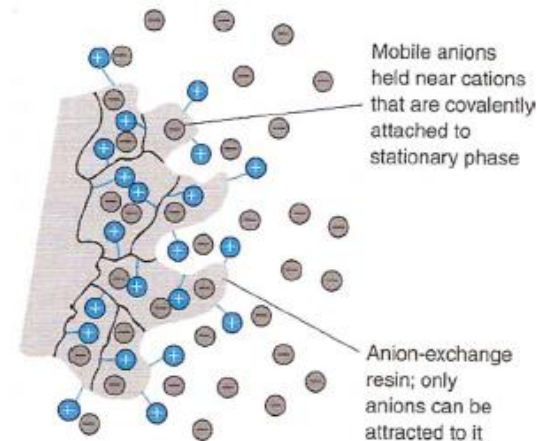 Mobile anions
held near cations
that are covalently
attached to
stationary phase
Anion-exchange
resin; only
anions can be
attracted to it